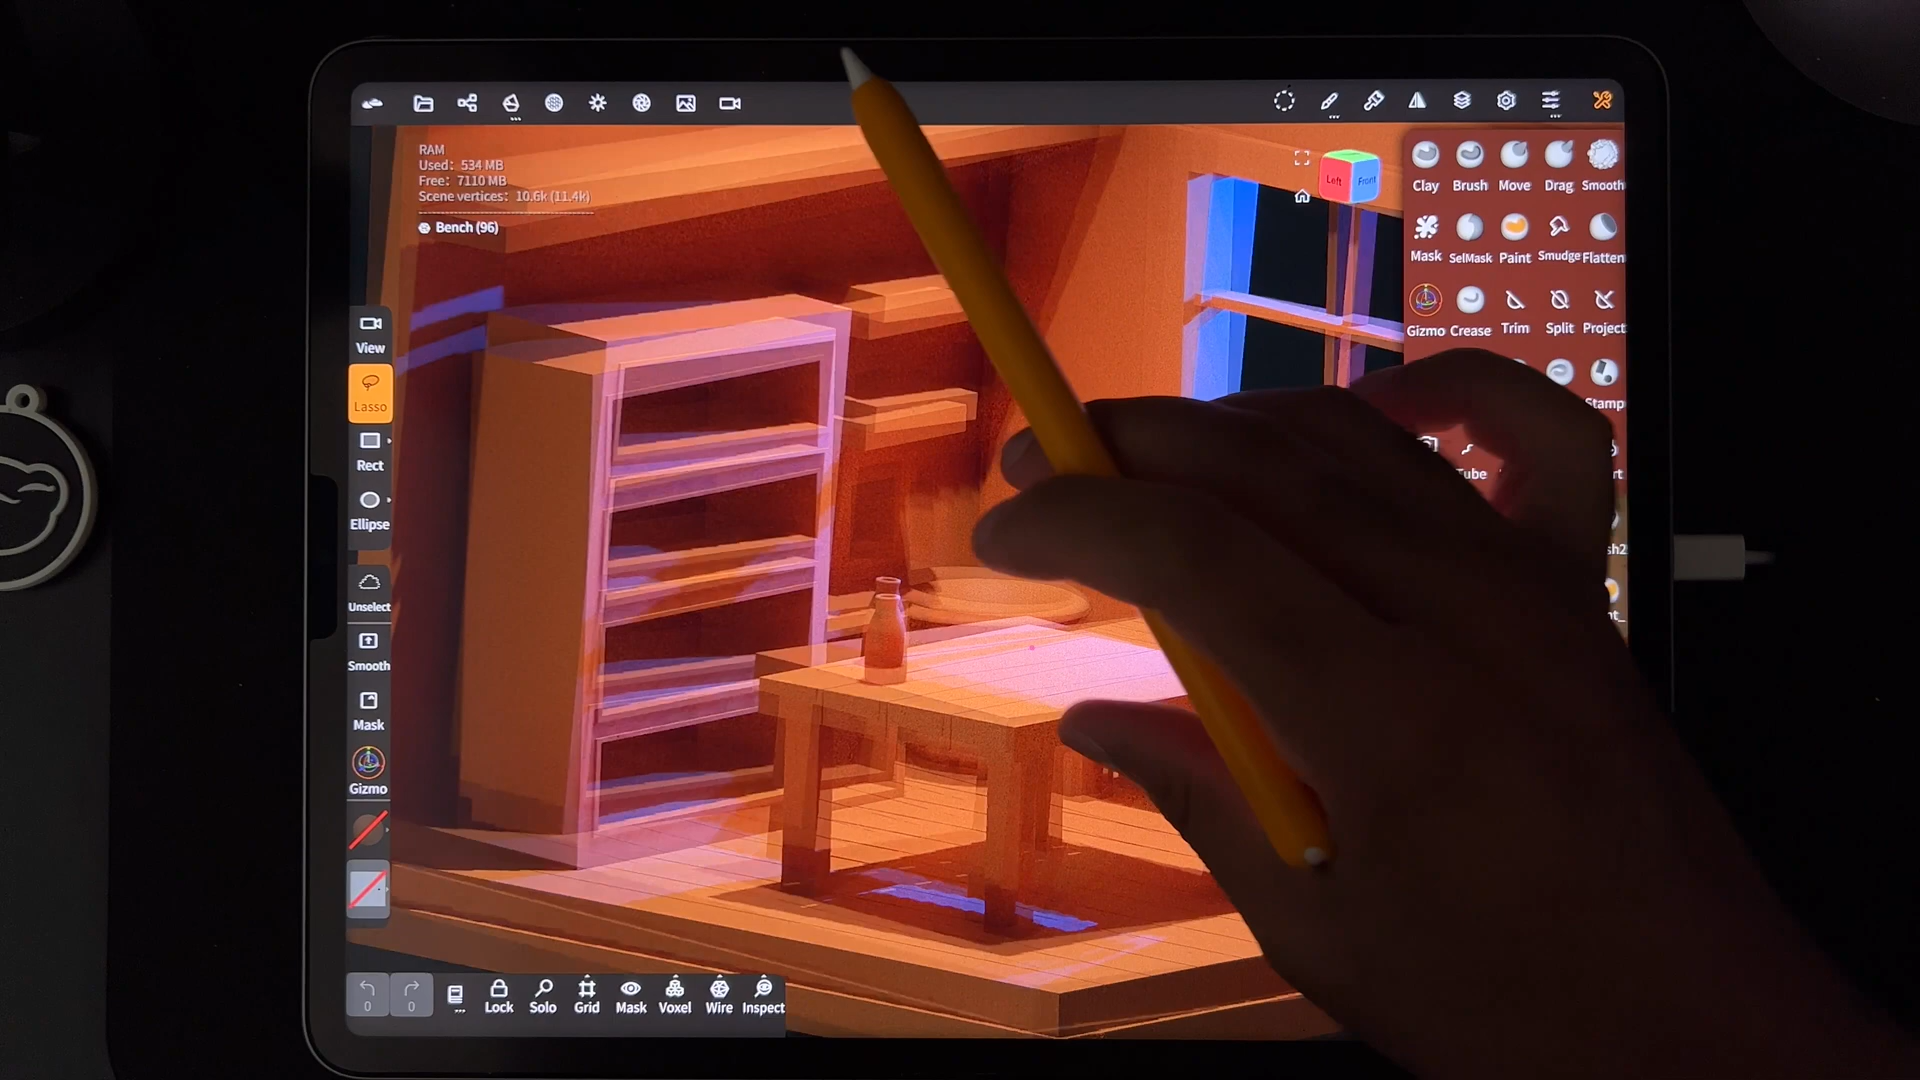 RAM
Used: 534 MB
Free: 7110 MB
Scene vertices: 10.6k (11.4k)
Bench (96)
Left Front
Clay Brush Move Drag Smooth
Mask SelMask Paint Smudge Flatten
Gizmo Crease Trim Split Project
Stamp
View
Lasso
Rect
Ellipse
Unselect
Smooth
Mask
Gizmo
0 0
Lock Solo Grid Mask Voxel Wire Inspect